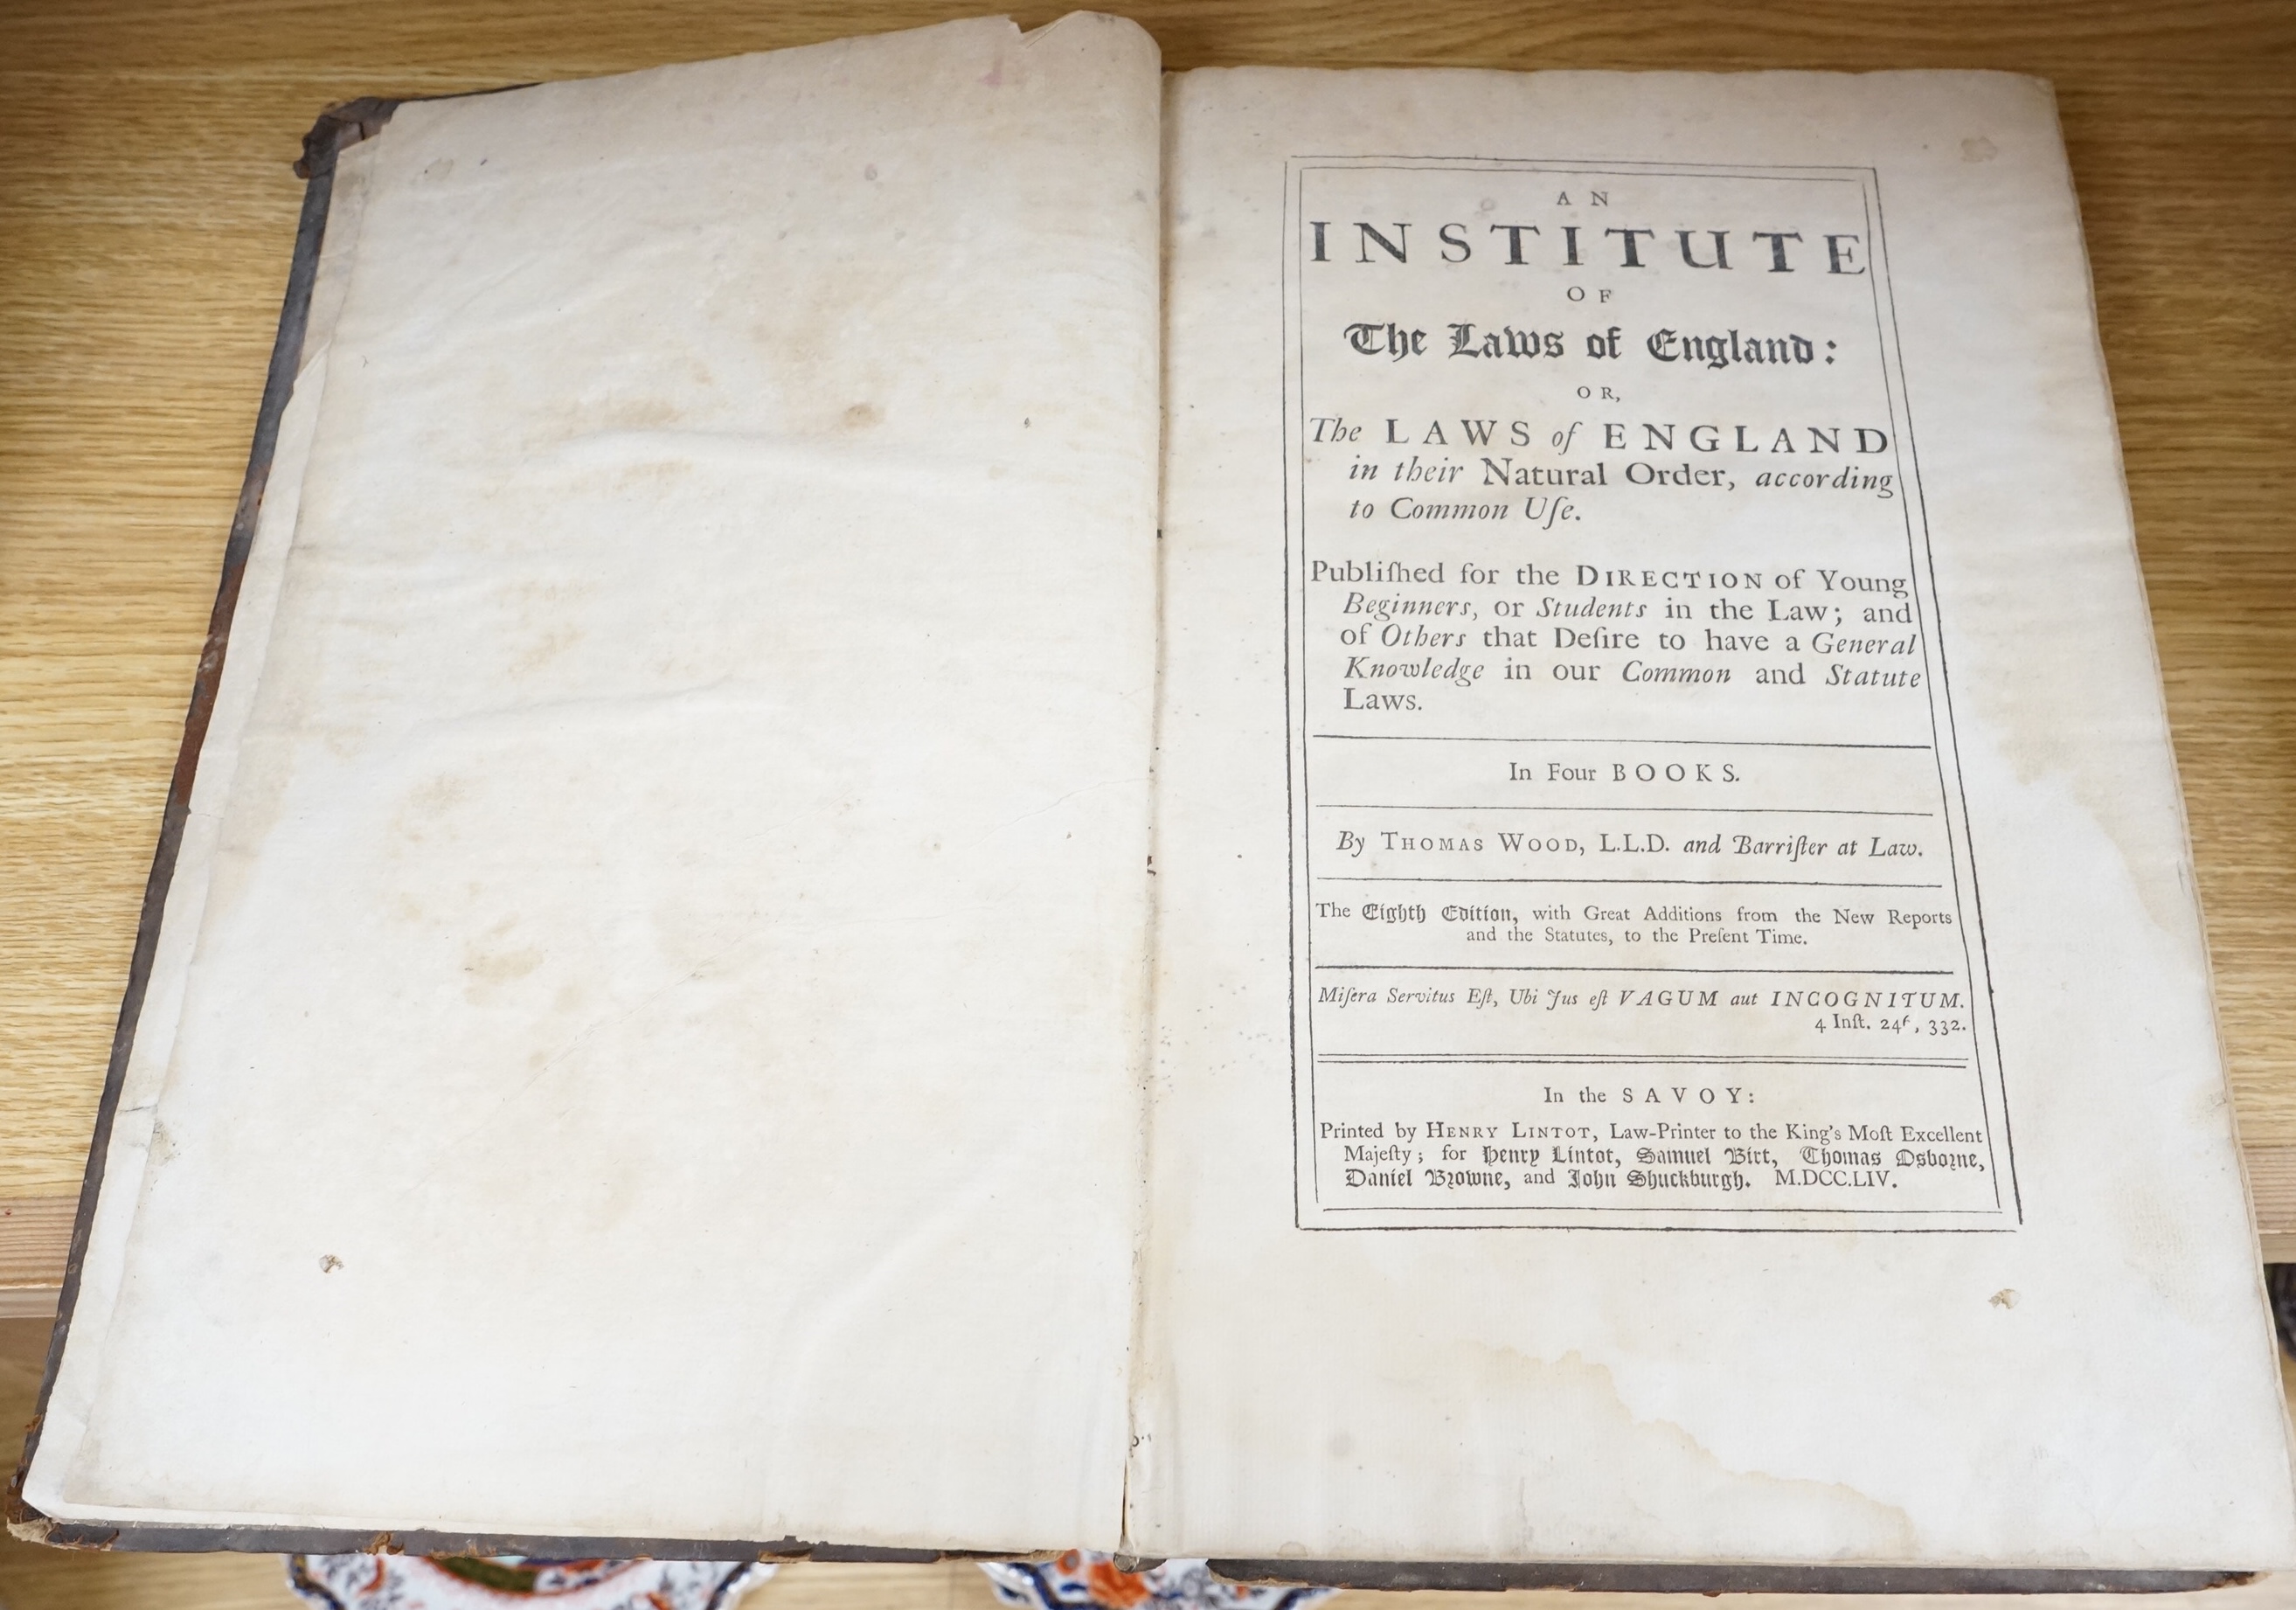 AN
INSTITUTE
OF
The Laws of England:
OR,
The LAWS of ENGLAND
in their Natural Order, according
to Common Uſe.
Publiſhed for the DIRECTION of Young
Beginners, or Students in the Law; and
of Others that Deſire to have a General
Knowledge in our Common and Statute
Laws.
In Four BOOKS.
By THOMAS WOOD, L.L.D. and Barriſter at Law.
The Eighth Edition, with Great Additions from the New Reports
and the Statutes, to the Preſent Time.
Miſera Servitus Eſt, Ubi Jus eſt VAGUM aut INCOGNITUM.
4 Inſt. 332.
In the SAVOY:
Printed by HENRY LINTOT, Law-Printer to the King's Moſt Excellent
Majeſty; for Henry Lintot, Samuel Birt, Thomas Osborne,
Daniel Browne, and John Shuckburgh. M.DCC.LIV.